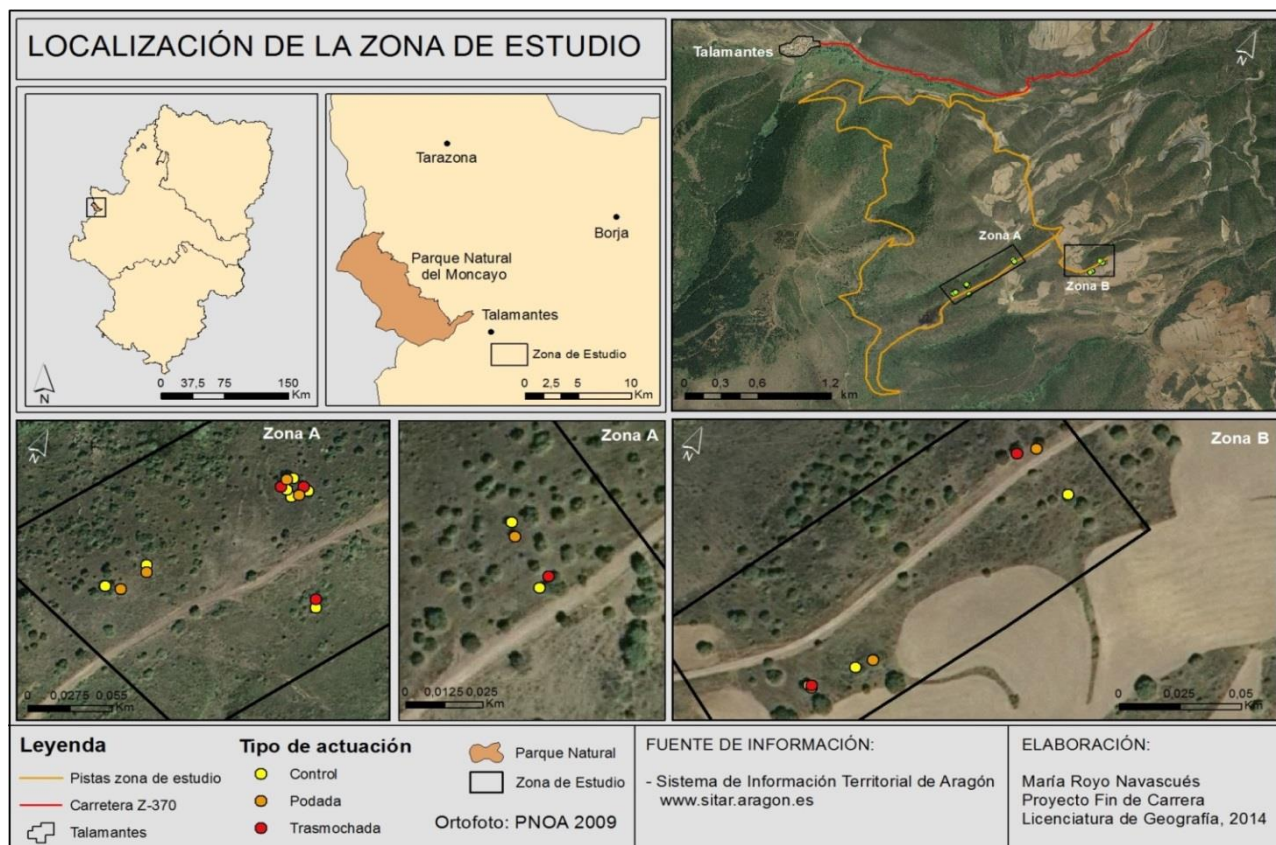 LOCALIZACIÓN DE LA ZONA DE ESTUDIO
N
0 37,5 75 150
Km
Tarazona
Borja
Parque Natural
del Moncayo
Talamantes
Zona de Estudio
0 2,5 5 10
Km
Talamantes
N
Zona A
Zona B
0 0,3 0,6 1,2
km
N
Zona A
0 0,0275 0,055
Km
Zona A
0 0,0125 0,025
Km
N
Zona B
0 0,025 0,05
Km
Leyenda
Pistas zona de estudio
Carretera Z-370
Talamantes
Tipo de actuación
Control
Podada
Trasmochada
Parque Natural
Zona de Estudio
Ortofoto: PNOA 2009
FUENTE DE INFORMACIÓN:
- Sistema de Información Territorial de Aragón
www.sitar.aragon.es
ELABORACIÓN:
María Royo Navascués
Proyecto Fin de Carrera
Licenciatura de Geografía, 2014